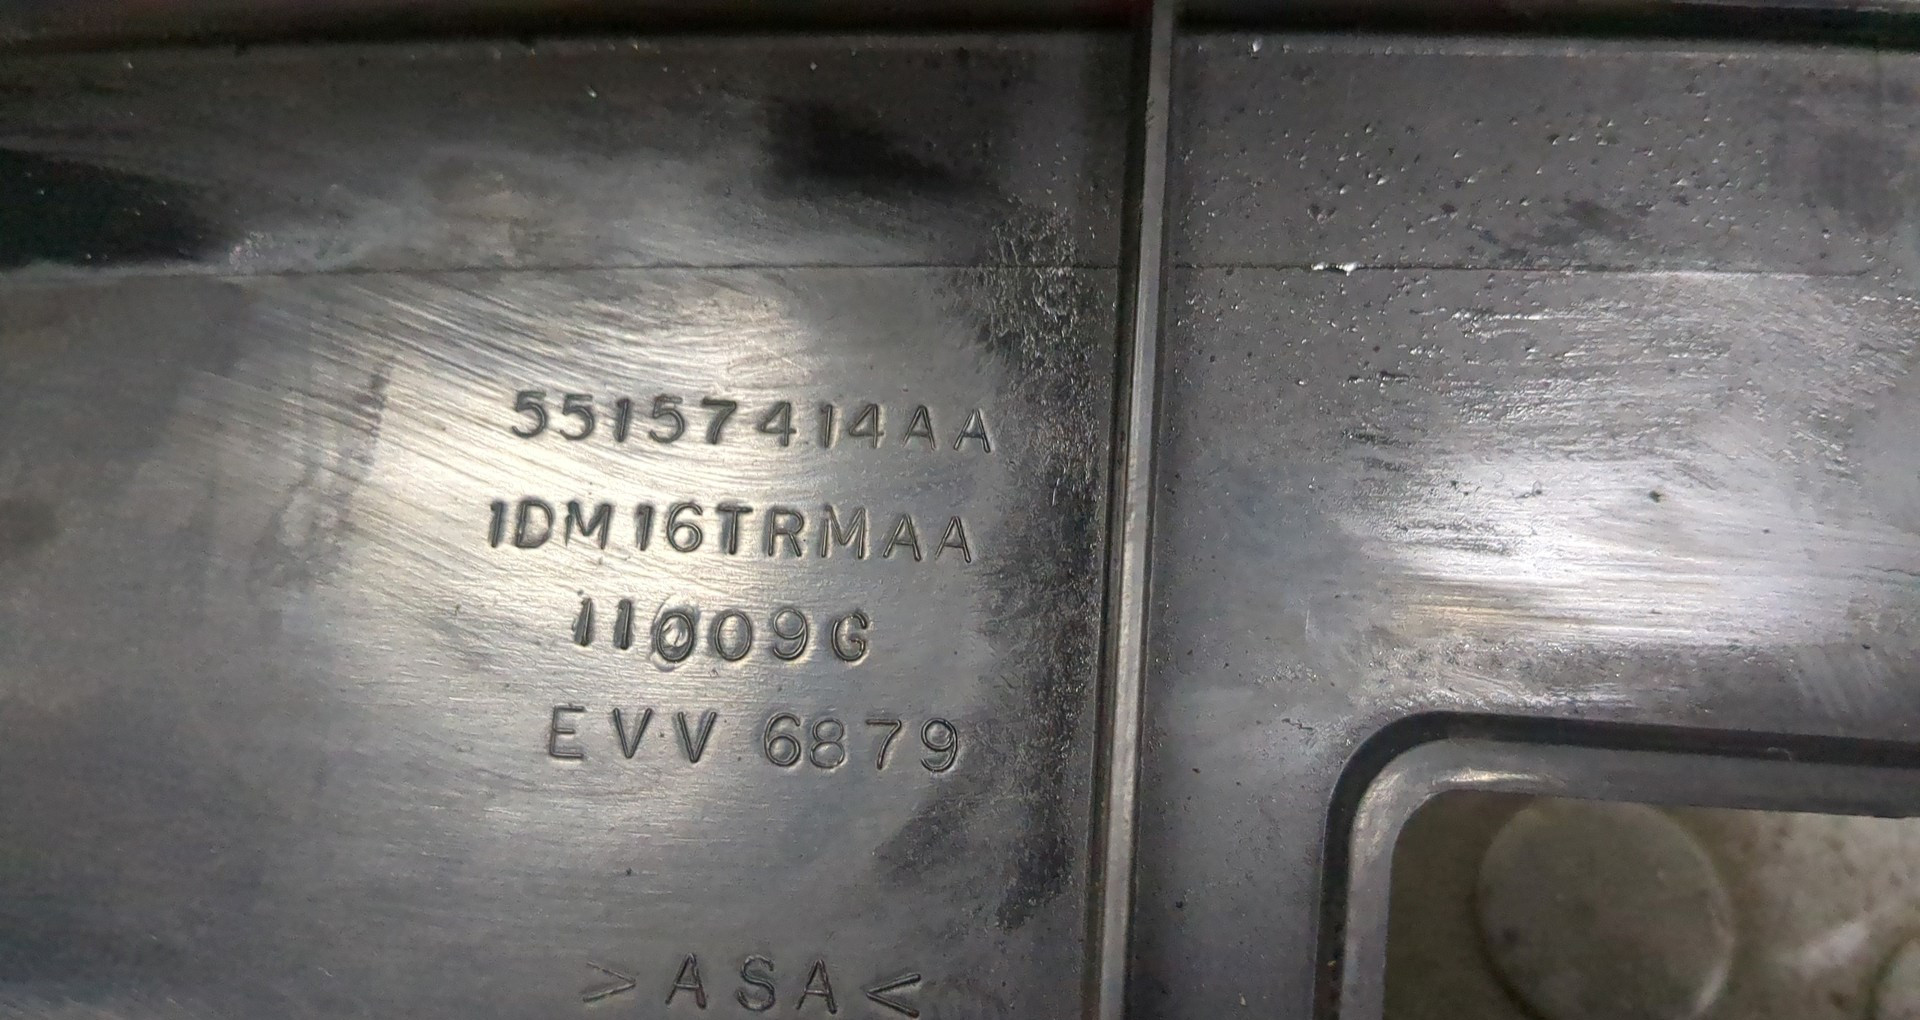 55157414AA
1DM16TRMAA
11009G
EVV 6879
>ASA<